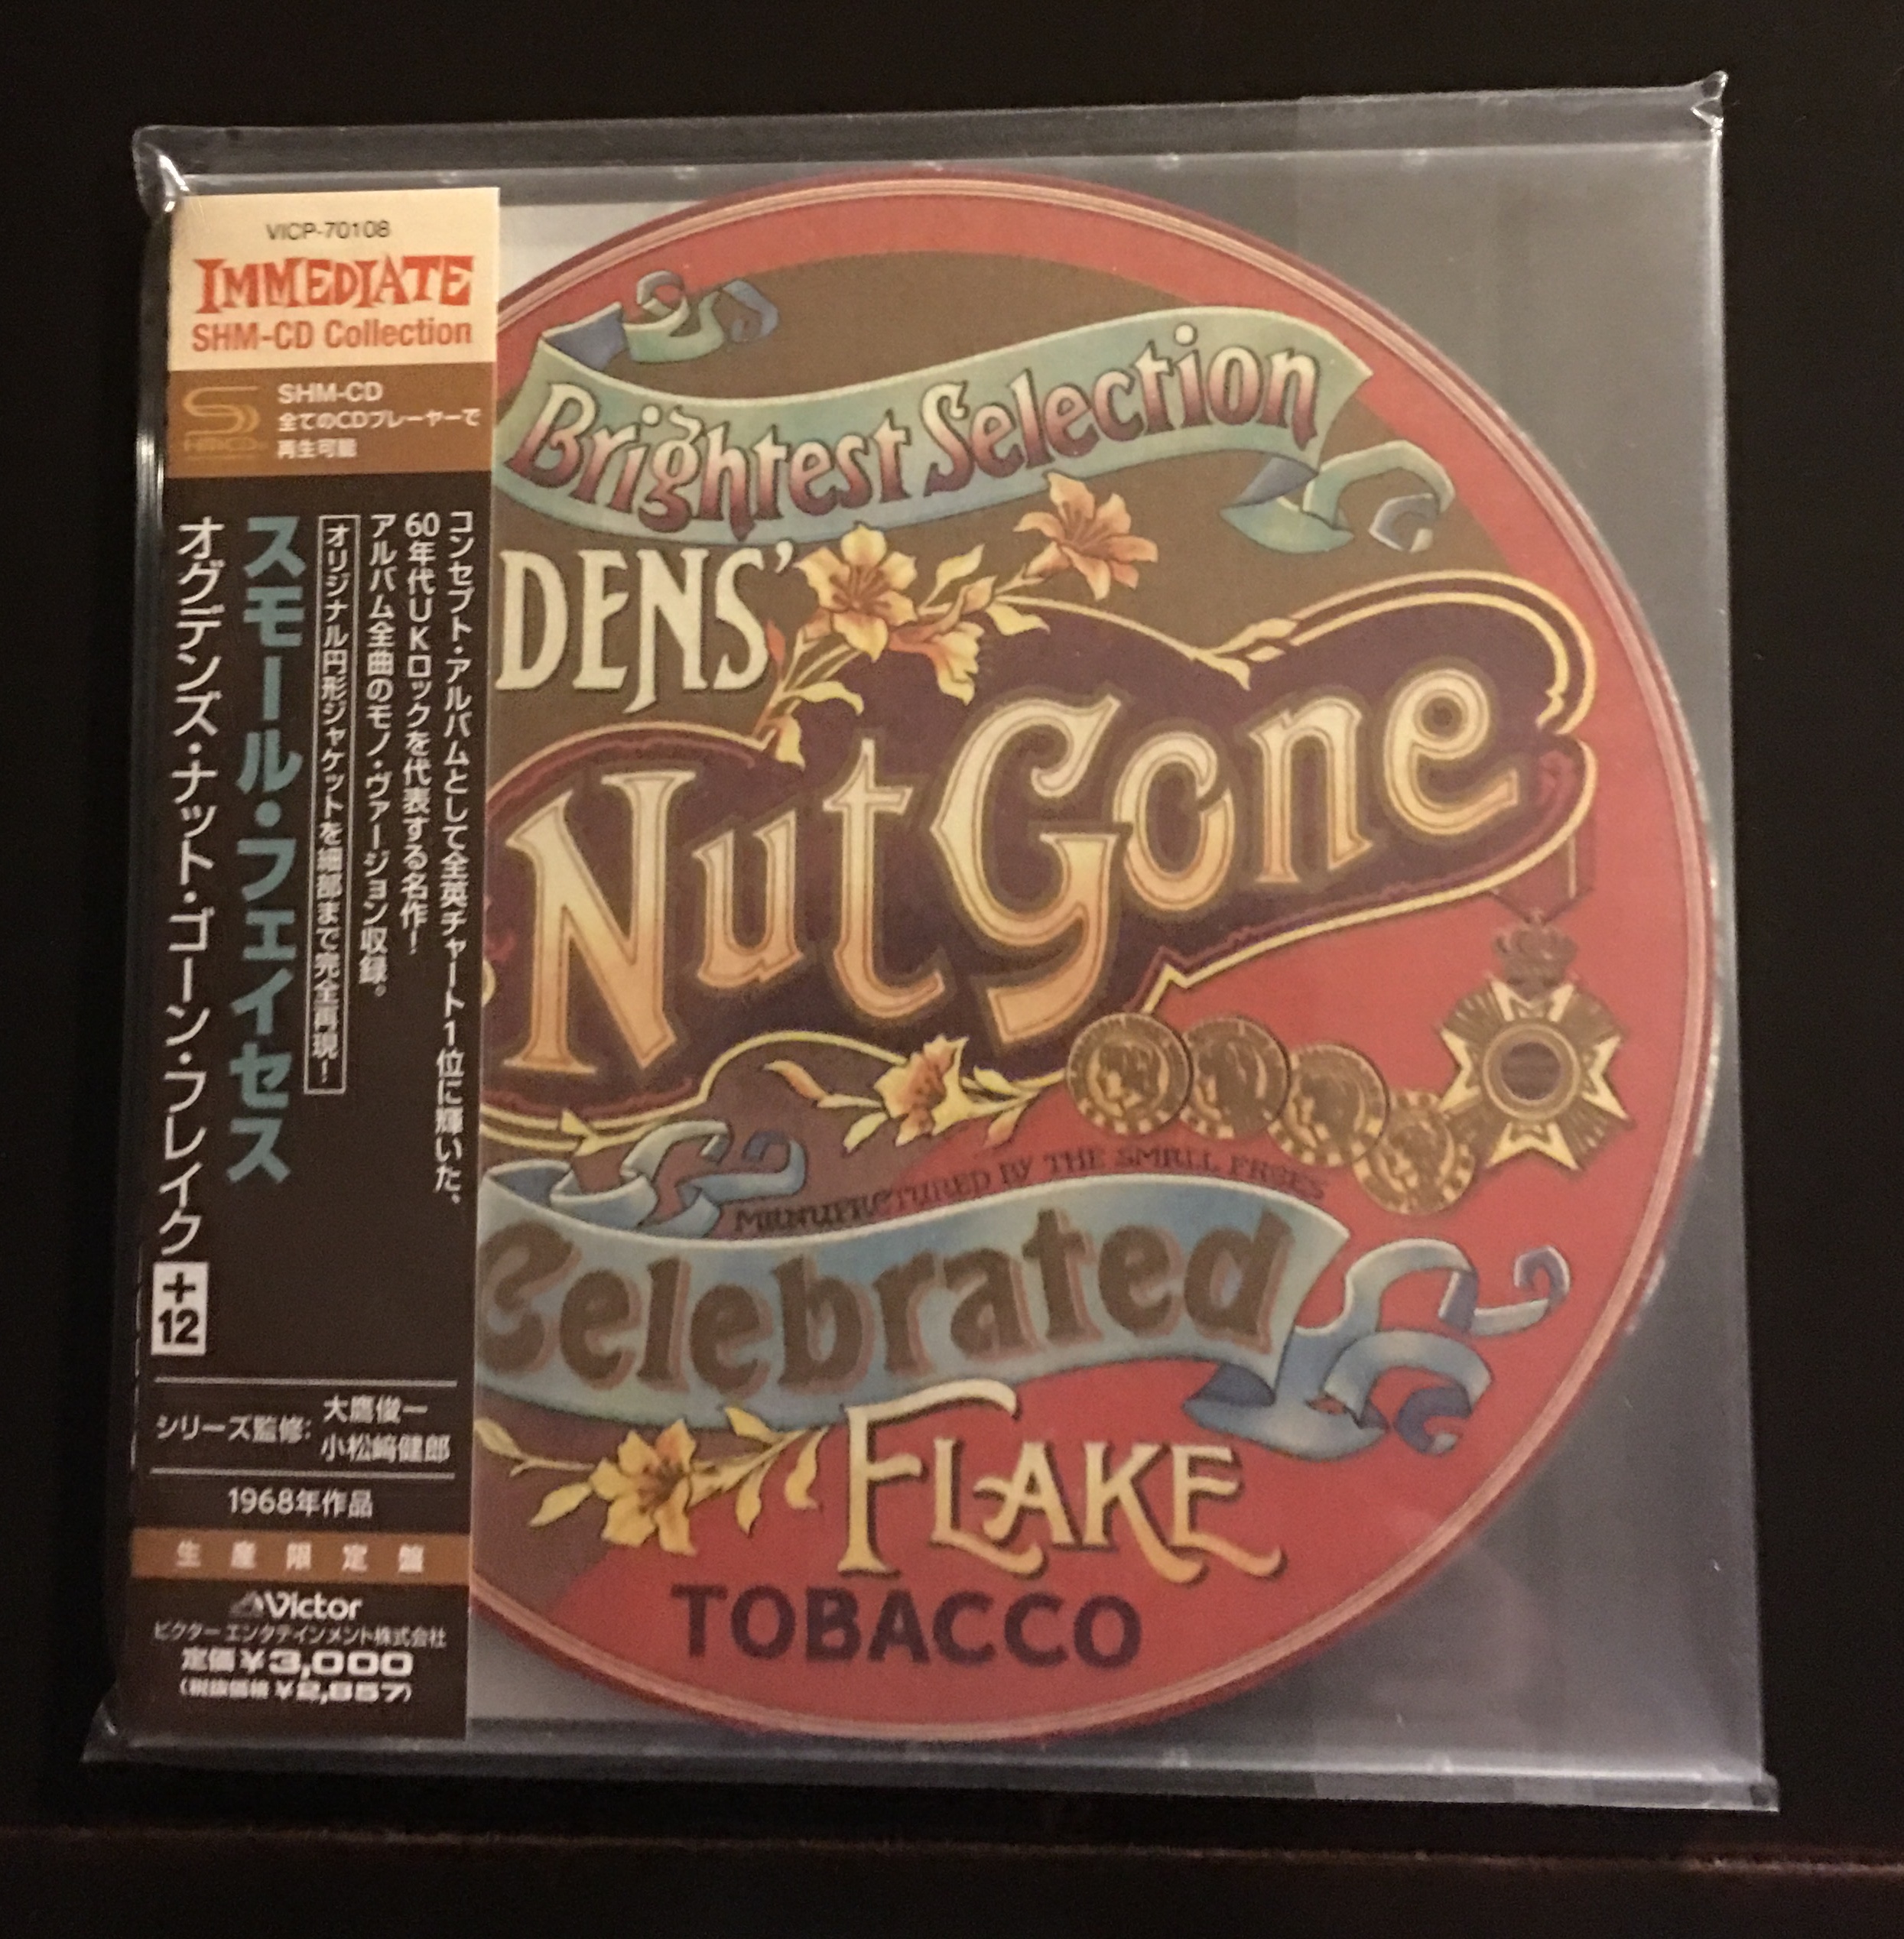 VICP-70108
IMMEDIATE
SHM-CD Collection
SHM-CD
全てのCDプレーヤーで
再生可能
コンセプト・アルバムとして全英チャート1位に輝いた、
60年代UKロックを代表する名作！
アルバム全曲のモノ・ヴァージョン収録。
オリジナル円形ジャケットを細部まで完全再現！
スモール・フェイセス
オグデンズ・ナット・ゴーン・フレイク
+
12
シリーズ監修:
大鷹俊一
小松﨑健郎
1968年作品
生産限定盤
Victor
ビクターエンタテインメント株式会社
定価¥3,000
(税抜価格 ¥2,857)
Brightest Selection
DENS'
Nut Gone
MANUFACTURED BY THE SMALL FACES
Celebrated
FLAKE
TOBACCO